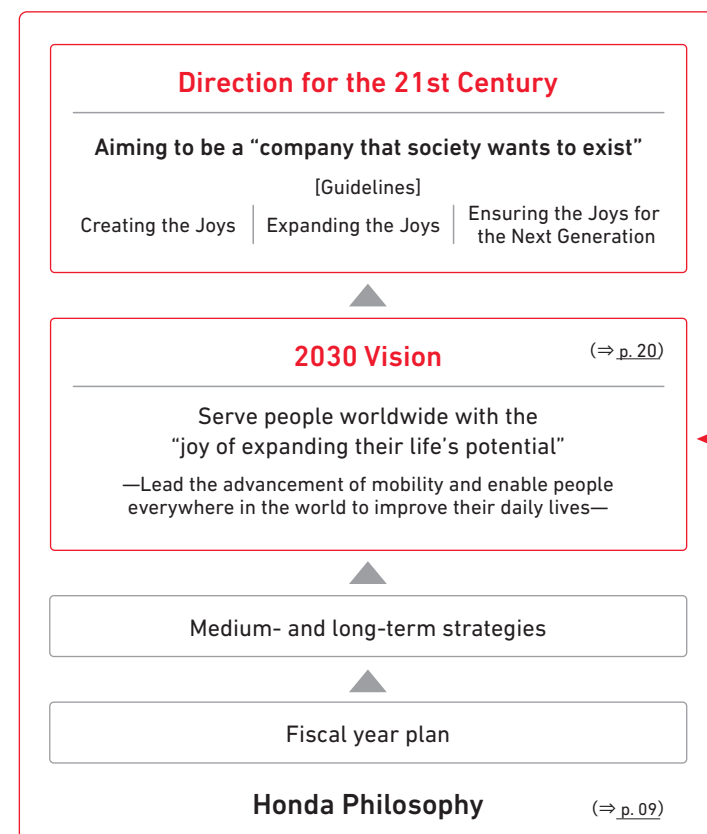 Direction for the 21st Century
Aiming to be a “company that society wants to exist”
[Guidelines]
Creating the Joys
Expanding the Joys
Ensuring the Joys for
the Next Generation
2030 Vision
(⇒ p. 20)
Serve people worldwide with the
“joy of expanding their life’s potential”
—Lead the advancement of mobility and enable people
everywhere in the world to improve their daily lives—
Medium- and long-term strategies
Fiscal year plan
Honda Philosophy
(⇒ p. 09)